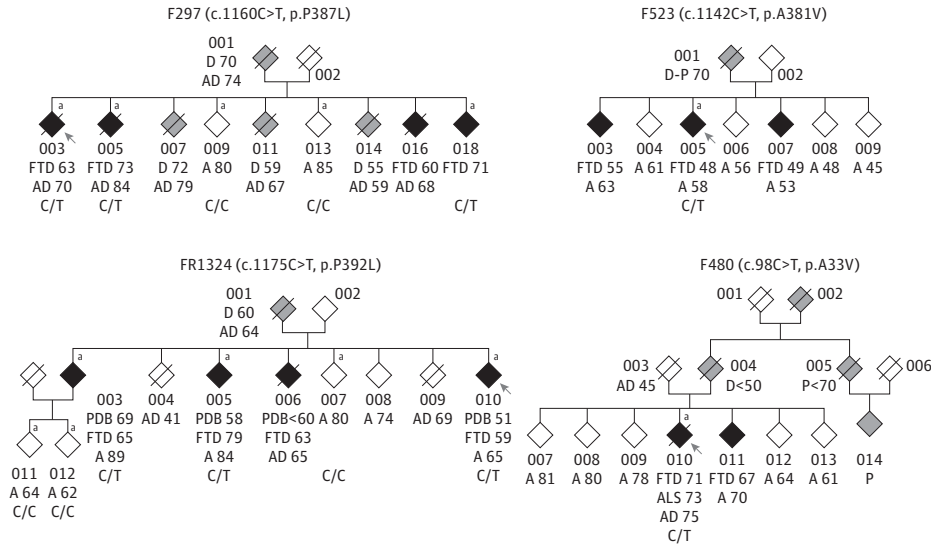 F297 (c.1160C>T, p.P387L)
001
D 70
AD 74
002
a a a a a
003 005 007 009 011 013 014 016 018
FTD 63 FTD 73 D 72 A 80 D 59 A 85 D 55 FTD 60 FTD 71
AD 70 AD 84 AD 79 AD 67 AD 59 AD 68
C/T C/T C/C C/C C/T
F523 (c.1142C>T, p.A381V)
001
D-P 70
002
a
003 004 005 006 007 008 009
FTD 55 A 61 FTD 48 A 56 FTD 49 A 48 A 45
A 63 A 58 A 53
C/T
FR1324 (c.1175C>T, p.P392L)
001
D 60
AD 64
002
a a a a
003 004 005 006 007 008 009 010
PDB 69 AD 41 PDB 58 PDB<60 A 80 A 74 AD 69 PDB 51
FTD 65 FTD 79 FTD 63 FTD 59
A 89 A 84 AD 65 A 65
C/T C/T C/C C/T
a a
011 012
A 64 A 62
C/C C/C
F480 (c.98C>T, p.A33V)
001 002
003
AD 45
004
D<50
005
P<70
006
a
007 008 009 010 011 012 013 014
A 81 A 80 A 78 FTD 71 FTD 67 A 64 A 61 P
ALS 73 A 70
AD 75
C/T